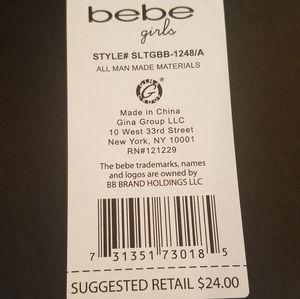 bebe
girls
STYLE# SLTGBB-1248/A
ALL MAN MADE MATERIALS
GINA
G
GROUP
Made in China
Gina Group LLC
10 West 33rd Street
New York, NY 10001
RN#121229
The bebe trademarks, names
and logos are owned by
BB BRAND HOLDINGS LLC
7 31351 73018 5
SUGGESTED RETAIL $24.00